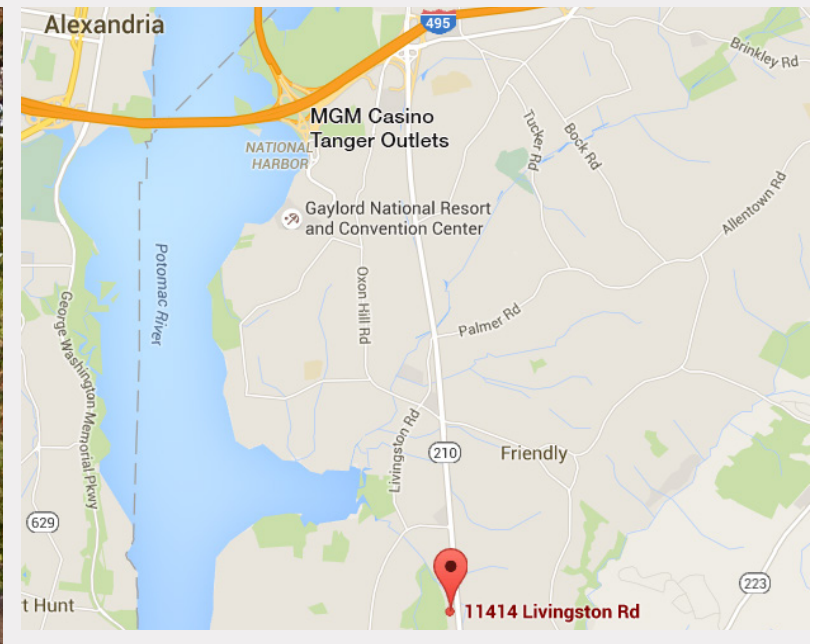 495
Alexandria
Brinkley Rd
MGM Casino
Tanger Outlets
NATIONAL
HARBOR
Tucker Rd
Bock Rd
Gaylord National Resort
and Convention Center
Allentown Rd
Potomac River
Oxon Hill Rd
George Washington Memorial Pkwy
Palmer Rd
Livingston Rd
210
Friendly
629
223
t Hunt
11414 Livingston Rd